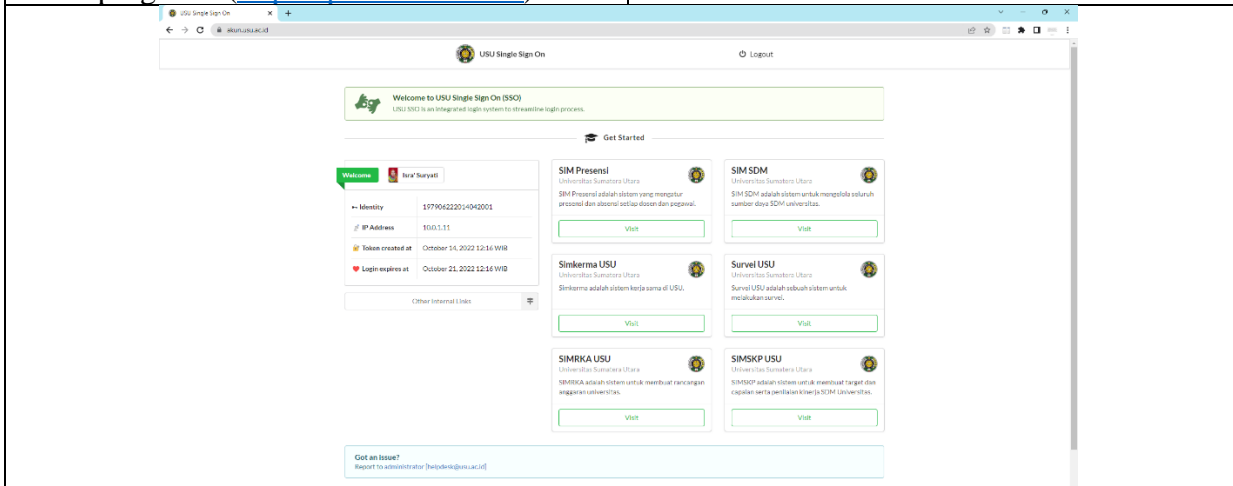 USU Single Sign On
akun.usu.ac.id
USU Single Sign On
Logout
Welcome to USU Single Sign On (SSO)
USU SSO is an integrated login system to streamline login process.
Get Started
Welcome
Isra' Suryati
Identity 197906222014042001
IP Address 10.0.1.11
Token created at October 14, 2022 12:16 WIB
Login expires at October 21, 2022 12:16 WIB
Other Internal Links
SIM Presensi
Universitas Sumatera Utara
SIM Presensi adalah sistem yang mengatur
presensi dan absensi setiap dosen dan pegawai.
Visit
SIM SDM
Universitas Sumatera Utara
SIM SDM adalah sistem untuk mengelola seluruh
sumber daya SDM universitas.
Visit
Simkerma USU
Universitas Sumatera Utara
Simkerma adalah sistem kerja sama di USU.
Visit
Survei USU
Universitas Sumatera Utara
Survei USU adalah sebuah sistem untuk
melakukan survei.
Visit
SIMRKA USU
Universitas Sumatera Utara
SIMRKA adalah sistem untuk membuat rancangan
anggaran universitas.
Visit
SIMSKP USU
Universitas Sumatera Utara
SIMSKP adalah sistem untuk membuat target dan
capaian serta penilaian kinerja SDM Universitas.
Visit
Got an issue?
Report to administrator [helpdesk@usu.ac.id]